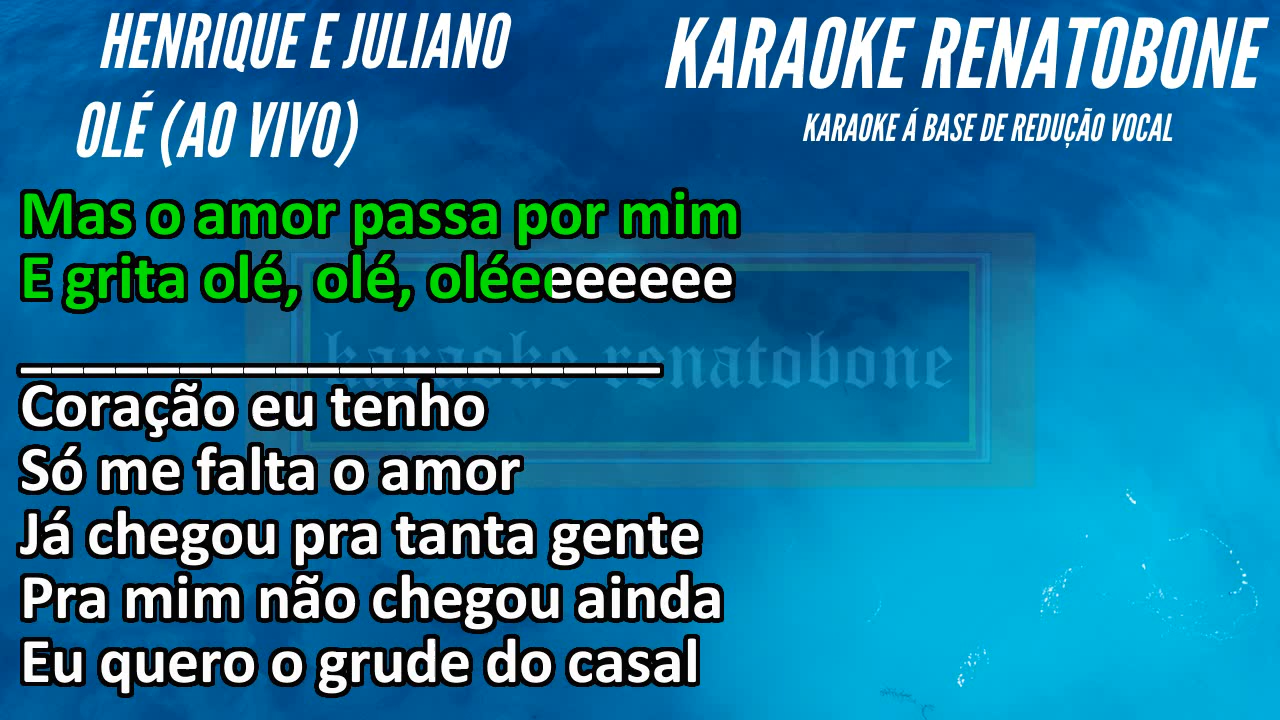 HENRIQUE E JULIANO
OLÉ (AO VIVO)
KARAOKE RENATOBONE
KARAOKE Á BASE DE REDUÇÃO VOCAL
Mas o amor passa por mim
E grita olé, olé, oléeeeeeee
karaoke renatobone
____________________
Coração eu tenho
Só me falta o amor
Já chegou pra tanta gente
Pra mim não chegou ainda
Eu quero o grude do casal